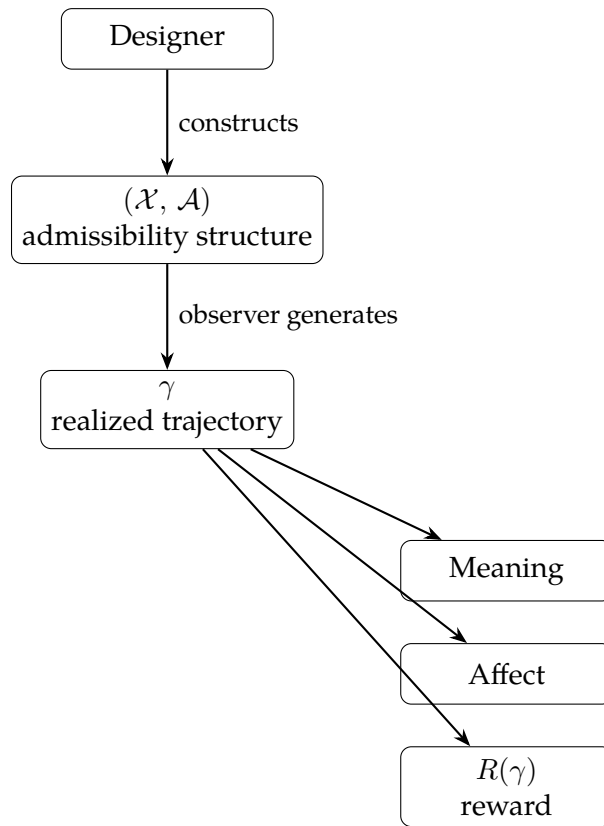 Designer
constructs
(𝒳, 𝒜)
admissibility structure
observer generates
γ
realized trajectory
Meaning
Affect
R(γ)
reward